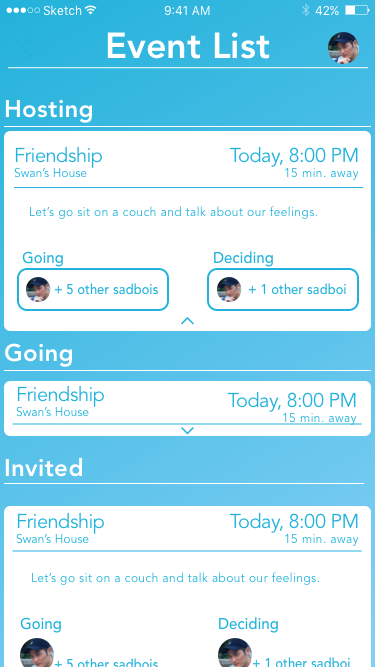 Sketch 9:41 AM 42%
Event List
Hosting
Friendship Today, 8:00 PM
Swan's House 15 min. away
Let's go sit on a couch and talk about our feelings.
Going Deciding
+ 5 other sadbois + 1 other sadboi
Going
Friendship Today, 8:00 PM
Swan's House 15 min. away
Invited
Friendship Today, 8:00 PM
Swan's House 15 min. away
Let's go sit on a couch and talk about our feelings.
Going Deciding
+ 5 other sadbois + 1 other sadboi